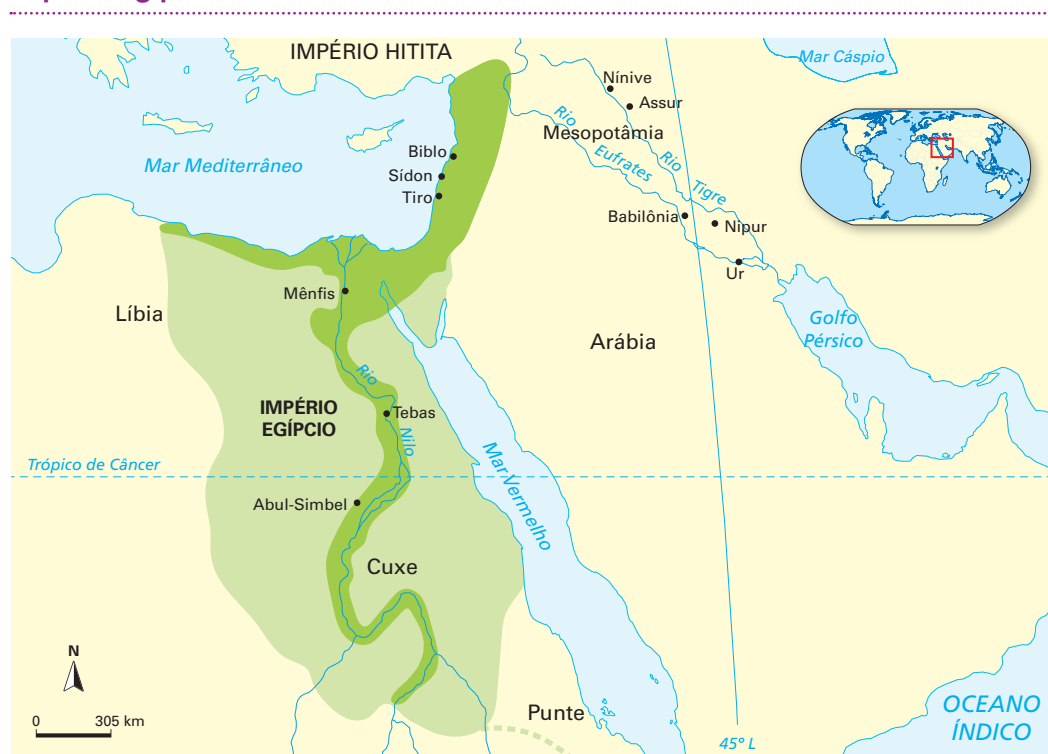 IMPÉRIO HITITA
Mar Cáspio
Nínive
Assur
Rio
Mesopotâmia
Biblo
Mar Mediterrâneo
Eufrates
Rio
Sídon
Tigre
Tiro
Babilônia
Nipur
Ur
Mênfis
Líbia
Golfo
Pérsico
Arábia
Rio
IMPÉRIO
EGÍPCIO
Tebas
Nilo
Trópico de Câncer
Mar Vermelho
Abul-Simbel
Cuxe
N
0 305 km
Punte
OCEANO
ÍNDICO
45º L